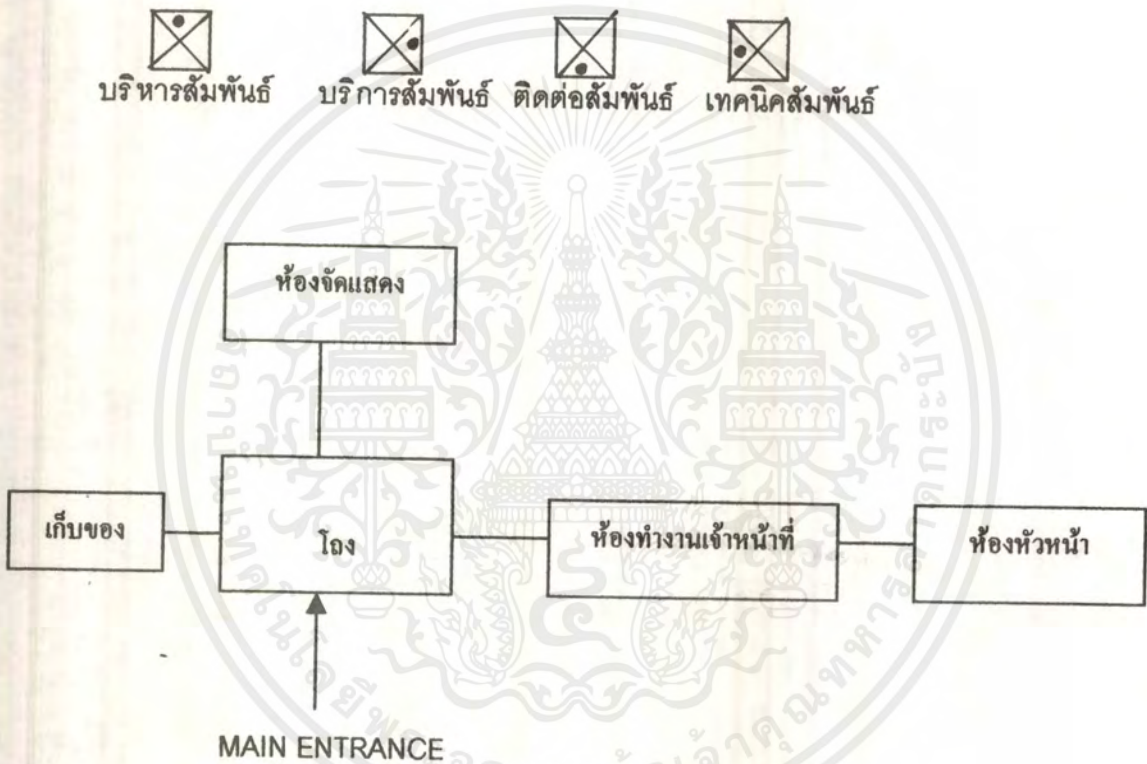 บริหารสัมพันธ์ บริการสัมพันธ์ ติดต่อสัมพันธ์ เทคนิคสัมพันธ์
ห้องจัดแสดง
เก็บของ โถง ห้องทำงานเจ้าหน้าที่ ห้องหัวหน้า
MAIN ENTRANCE